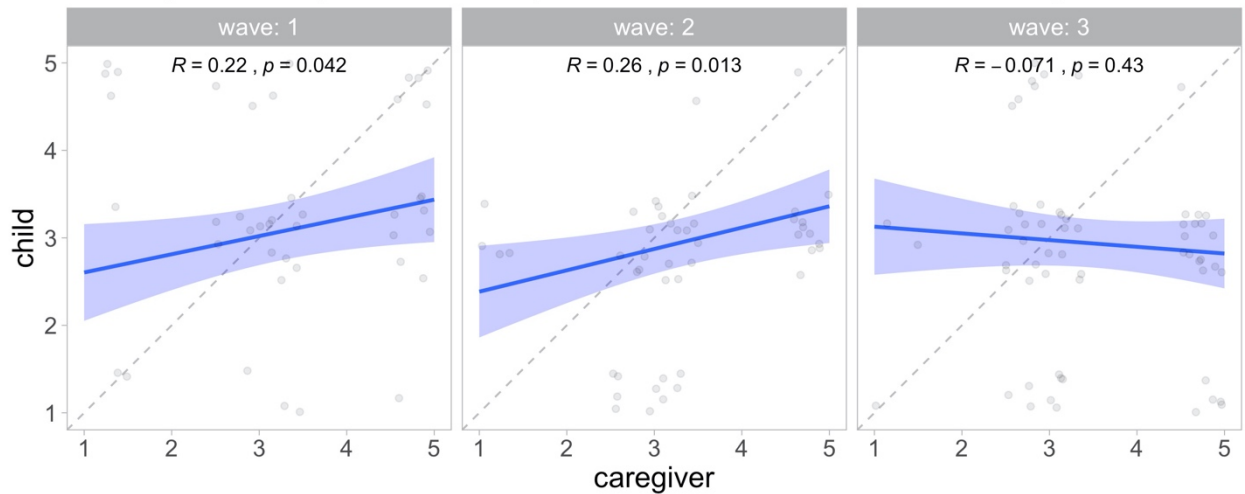 wave: 1
wave: 2
wave: 3
R = 0.22 , p = 0.042
R = 0.26 , p = 0.013
R = −0.071 , p = 0.43
5
4
3
2
1
child
1 2 3 4 5
1 2 3 4 5
1 2 3 4 5
caregiver